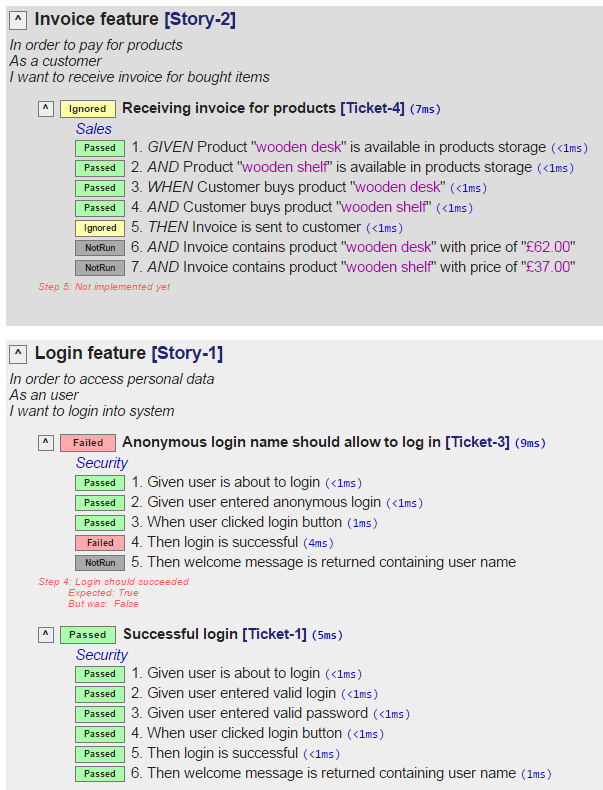 ^ Invoice feature [Story-2]
In order to pay for products
As a customer
I want to receive invoice for bought items
^ Ignored Receiving invoice for products [Ticket-4] (7ms)
Sales
Passed 1. GIVEN Product "wooden desk" is available in products storage (<1ms)
Passed 2. AND Product "wooden shelf" is available in products storage (<1ms)
Passed 3. WHEN Customer buys product "wooden desk" (<1ms)
Passed 4. AND Customer buys product "wooden shelf" (<1ms)
Ignored 5. THEN Invoice is sent to customer (<1ms)
NotRun 6. AND Invoice contains product "wooden desk" with price of "£62.00"
NotRun 7. AND Invoice contains product "wooden shelf" with price of "£37.00"
Step 5: Not implemented yet
^ Login feature [Story-1]
In order to access personal data
As an user
I want to login into system
^ Failed Anonymous login name should allow to log in [Ticket-3] (9ms)
Security
Passed 1. Given user is about to login (<1ms)
Passed 2. Given user entered anonymous login (<1ms)
Passed 3. When user clicked login button (1ms)
Failed 4. Then login is successful (4ms)
NotRun 5. Then welcome message is returned containing user name
Step 4: Login should succeeded
Expected: True
But was: False
^ Passed Successful login [Ticket-1] (5ms)
Security
Passed 1. Given user is about to login (<1ms)
Passed 2. Given user entered valid login (<1ms)
Passed 3. Given user entered valid password (<1ms)
Passed 4. When user clicked login button (<1ms)
Passed 5. Then login is successful (<1ms)
Passed 6. Then welcome message is returned containing user name (1ms)